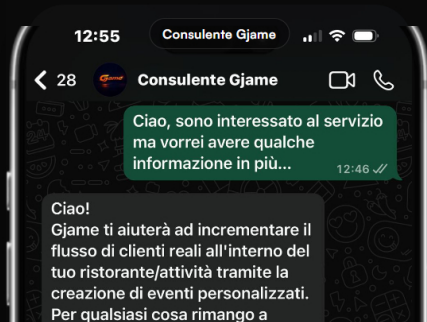 12:55
Consulente Gjame
28
Gjame
Consulente Gjame
Ciao, sono interessato al servizio
ma vorrei avere qualche
informazione in più...
12:46
Ciao!
Gjame ti aiuterà ad incrementare il
flusso di clienti reali all'interno del
tuo ristorante/attività tramite la
creazione di eventi personalizzati.
Per qualsiasi cosa rimango a